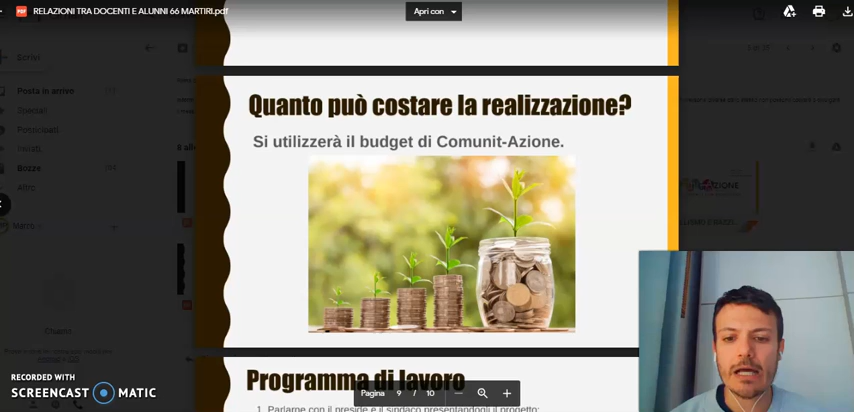 RELAZIONI TRA DOCENTI E ALUNNI 66 MARTIRI.pdf
Apri con
Scrivi
Posta in arrivo
Speciali
Posticipati
Inviati
Bozze
Altro
Quanto può costare la realizzazione?
Si utilizzerà il budget di Comunit-Azione.
Programma di lavoro
1. Parlarne con il preside e il sindaco presentandogli il progetto;
Pagina 9 / 10
RECORDED WITH
SCREENCAST MATIC